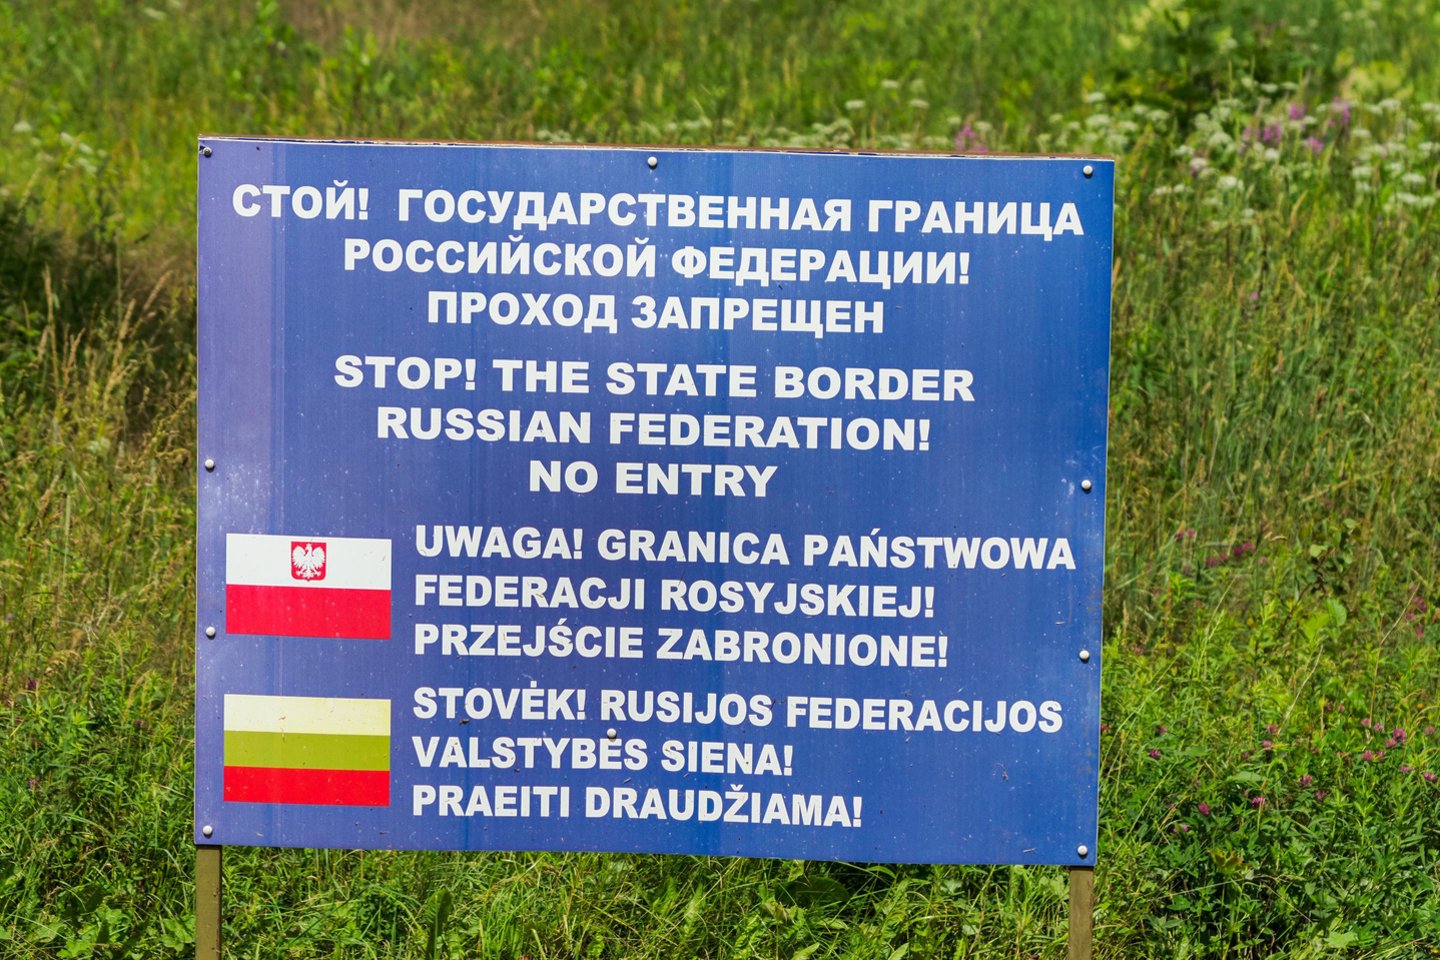 СТОЙ! ГОСУДАРСТВЕННАЯ ГРАНИЦА
РОССИЙСКОЙ ФЕДЕРАЦИИ!
ПРОХОД ЗАПРЕЩЕН
STOP! THE STATE BORDER
RUSSIAN FEDERATION!
NO ENTRY
UWAGA! GRANICA PAŃSTWOWA
FEDERACJI ROSYJSKIEJ!
PRZEJŚCIE ZABRONIONE!
STOVĖK! RUSIJOS FEDERACIJOS
VALSTYBĖS SIENA!
PRAEITI DRAUDŽIAMA!